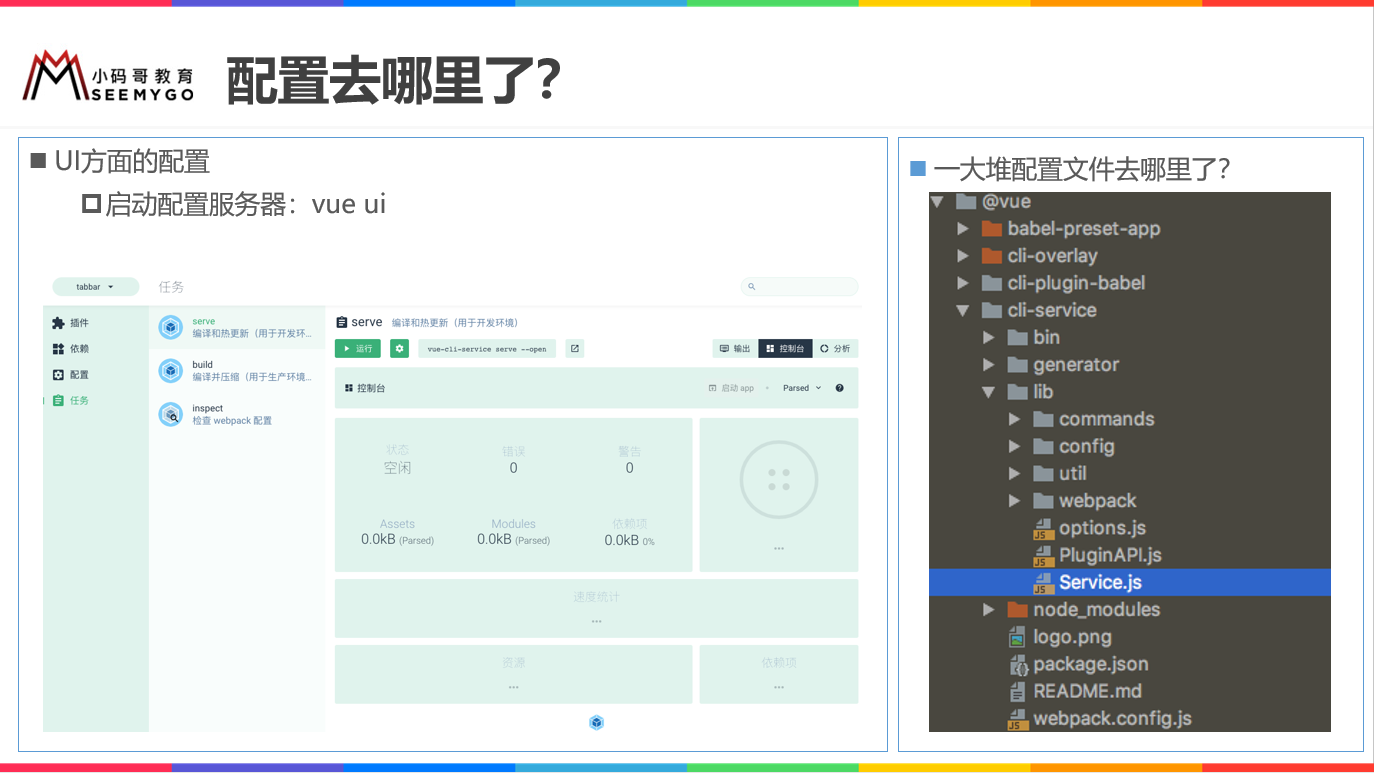 小码哥教育
SEEMYGO
配置去哪里了？
UI方面的配置
启动配置服务器：vue ui
tabbar
任务
插件
依赖
配置
任务
serve
编译和热更新（用于开发环...
build
编译并压缩（用于生产环境...
inspect
检查 webpack 配置
serve 编译和热更新（用于开发环境）
运行
vue-cli-service serve --open
输出
控制台
分析
控制台
启动 app
Parsed
状态
空闲
错误
0
警告
0
Assets
0.0kB (Parsed)
Modules
0.0kB (Parsed)
依赖项
0.0kB 0%
...
速度统计
...
资源
...
依赖项
...
一大堆配置文件去哪里了？
@vue
babel-preset-app
cli-overlay
cli-plugin-babel
cli-service
bin
generator
lib
commands
config
util
webpack
options.js
PluginAPI.js
Service.js
node_modules
logo.png
package.json
README.md
webpack.config.js